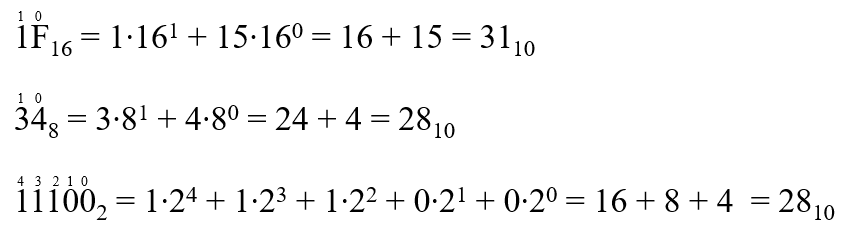 1 0
1F₁₆ = 1·16¹ + 15·16⁰ = 16 + 15 = 31₁₀
1 0
34₈ = 3·8¹ + 4·8⁰ = 24 + 4 = 28₁₀
4 3 2 1 0
11100₂ = 1·2⁴ + 1·2³ + 1·2² + 0·2¹ + 0·2⁰ = 16 + 8 + 4 = 28₁₀